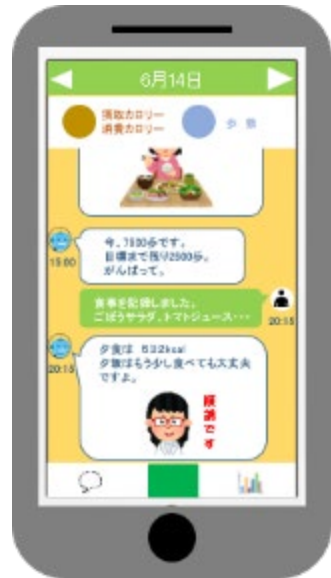 6月14日
摂取カロリー
消費カロリー
歩数
今、7500歩です。
目標まで残り2500歩。
がんばって。
15:00
食事を記録しました。
ごぼうサラダ、トマトジュース・・・
20:15
夕食は 632kcal
夕飯はもう少し食べても大丈夫
ですよ。
20:15
順調です